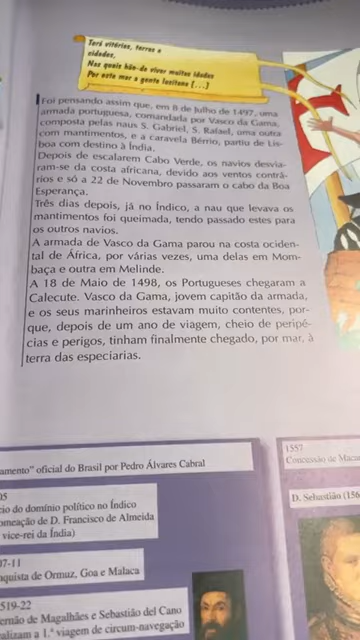 Terá vitórias, terras e
cidades,
Nas quais hão-de viver muitas idades
Por este mar a gente lusitana (...)
Foi pensando assim que, em 8 de Julho de 1497, uma
armada portuguesa, comandada por Vasco da Gama,
composta pelas naus S. Gabriel, S. Rafael, uma outra
com mantimentos, e a caravela Bérrio, partiu de Lis-
boa com destino à Índia.
Depois de escalarem Cabo Verde, os navios desvia-
ram-se da costa africana, devido aos ventos contrá-
rios e só a 22 de Novembro passaram o cabo da Boa
Esperança.
Três dias depois, já no Índico, a nau que levava os
mantimentos foi queimada, tendo passado estes para
os outros navios.
A armada de Vasco da Gama parou na costa ociden-
tal de África, por várias vezes, uma delas em Mom-
baça e outra em Melinde.
A 18 de Maio de 1498, os Portugueses chegaram a
Calecute. Vasco da Gama, jovem capitão da armada,
e os seus marinheiros estavam muito contentes, por-
que, depois de um ano de viagem, cheio de peripé-
cias e perigos, tinham finalmente chegado, por mar, à
terra das especiarias.
amento" oficial do Brasil por Pedro Álvares Cabral
05
cio do domínio político no Índico
omeação de D. Francisco de Almeida
vice-rei da Índia)
07-11
nquista de Ormuz, Goa e Malaca
519-22
ernão de Magalhães e Sebastião del Cano
alizam a 1.ª viagem de circum-navegação
1557
Concessão de Maca
D. Sebastião (156